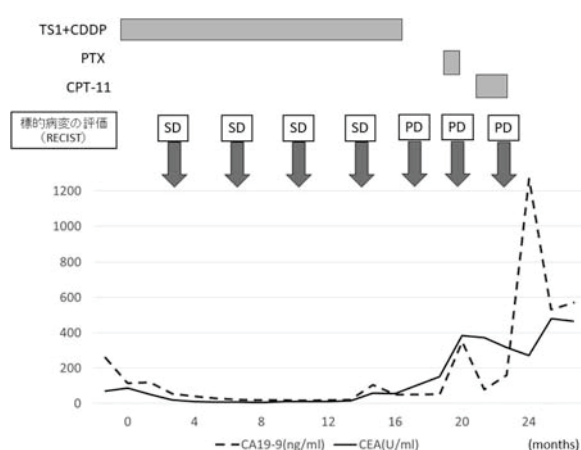 TS1+CDDP
PTX
CPT-11
標的病変の評価
(RECIST)
SD SD SD SD PD PD PD
1200
1000
800
600
400
200
0
0 4 8 12 16 20 24
CA19-9(ng/ml) CEA(U/ml) (months)